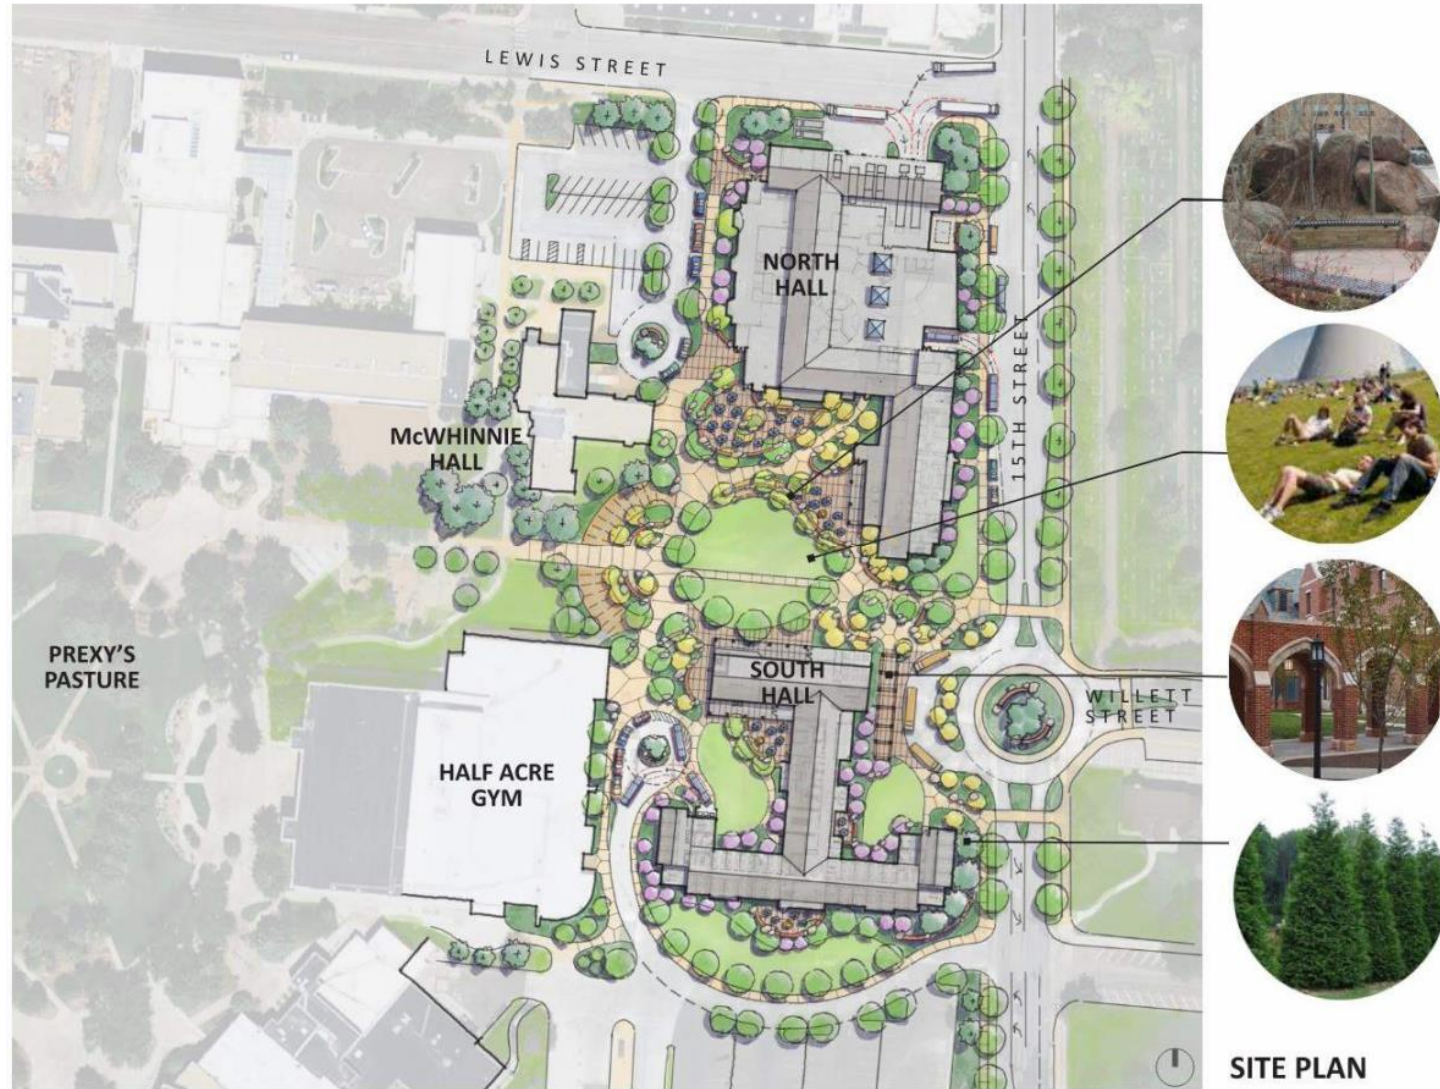 LEWIS STREET
NORTH
HALL
15TH STREET
McWHINNIE
HALL
PREXY'S
PASTURE
SOUTH
HALL
WILLETT
STREET
HALF ACRE
GYM
SITE PLAN